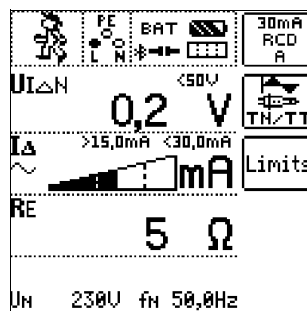 PE
L N
BAT
30mA
RCD
A
UI△N
<50V
0,2 V
TN/TT
I△
>15,0mA <30,0mA
mA
Limits
RE
5 Ω
UN 230V fN 50,0Hz